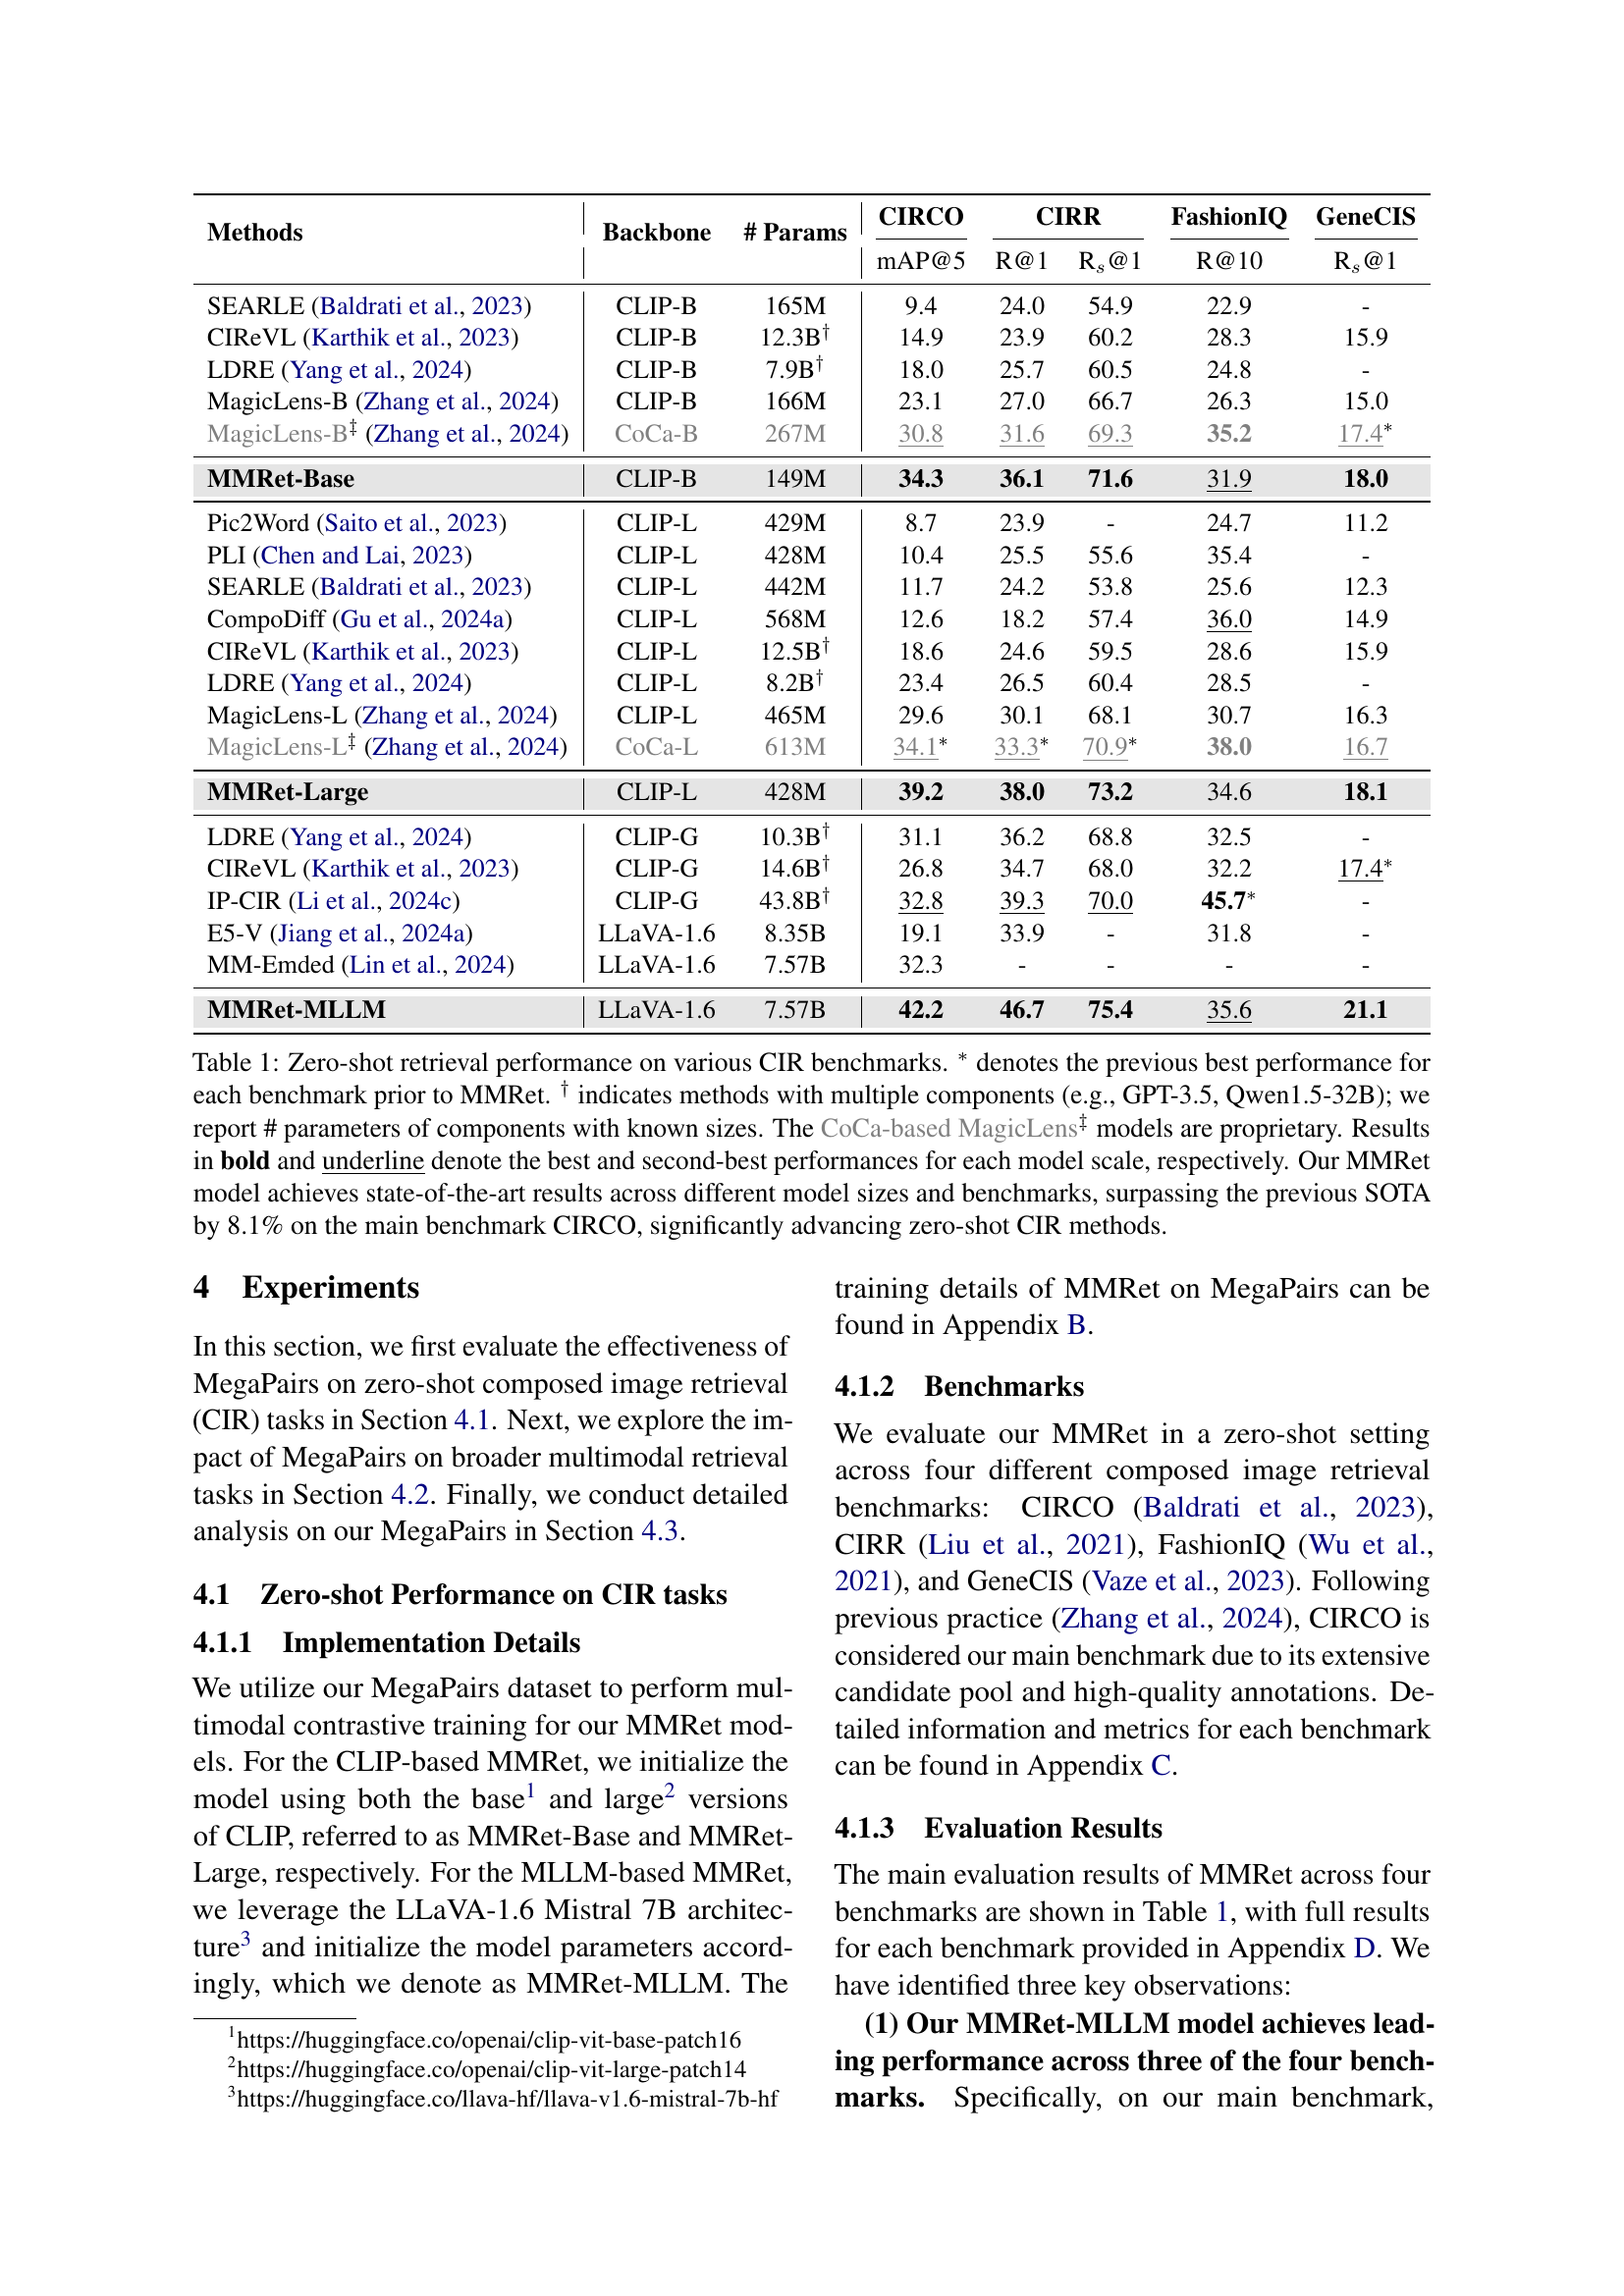 Methods Backbone # Params CIRCO CIRR FashionIQ GeneCIS
mAP@5 R@1 Rs@1 R@10 Rs@1
SEARLE (Baldrati et al., 2023) CLIP-B 165M 9.4 24.0 54.9 22.9 -
CIReVL (Karthik et al., 2023) CLIP-B 12.3B† 14.9 23.9 60.2 28.3 15.9
LDRE (Yang et al., 2024) CLIP-B 7.9B† 18.0 25.7 60.5 24.8 -
MagicLens-B (Zhang et al., 2024) CLIP-B 166M 23.1 27.0 66.7 26.3 15.0
MagicLens-B‡ (Zhang et al., 2024) CoCa-B 267M 30.8 31.6 69.3 35.2 17.4*
MMRet-Base CLIP-B 149M 34.3 36.1 71.6 31.9 18.0
Pic2Word (Saito et al., 2023) CLIP-L 429M 8.7 23.9 - 24.7 11.2
PLI (Chen and Lai, 2023) CLIP-L 428M 10.4 25.5 55.6 35.4 -
SEARLE (Baldrati et al., 2023) CLIP-L 442M 11.7 24.2 53.8 25.6 12.3
CompoDiff (Gu et al., 2024a) CLIP-L 568M 12.6 18.2 57.4 36.0 14.9
CIReVL (Karthik et al., 2023) CLIP-L 12.5B† 18.6 24.6 59.5 28.6 15.9
LDRE (Yang et al., 2024) CLIP-L 8.2B† 23.4 26.5 60.4 28.5 -
MagicLens-L (Zhang et al., 2024) CLIP-L 465M 29.6 30.1 68.1 30.7 16.3
MagicLens-L‡ (Zhang et al., 2024) CoCa-L 613M 34.1* 33.3* 70.9* 38.0 16.7
MMRet-Large CLIP-L 428M 39.2 38.0 73.2 34.6 18.1
LDRE (Yang et al., 2024) CLIP-G 10.3B† 31.1 36.2 68.8 32.5 -
CIReVL (Karthik et al., 2023) CLIP-G 14.6B† 26.8 34.7 68.0 32.2 17.4*
IP-CIR (Li et al., 2024c) CLIP-G 43.8B† 32.8 39.3 70.0 45.7* -
E5-V (Jiang et al., 2024a) LLaVA-1.6 8.35B 19.1 33.9 - 31.8 -
MM-Emded (Lin et al., 2024) LLaVA-1.6 7.57B 32.3 - - - -
MMRet-MLLM LLaVA-1.6 7.57B 42.2 46.7 75.4 35.6 21.1
Table 1: Zero-shot retrieval performance on various CIR benchmarks. * denotes the previous best performance for
each benchmark prior to MMRet. † indicates methods with multiple components (e.g., GPT-3.5, Qwen1.5-32B); we
report # parameters of components with known sizes. The CoCa-based MagicLens‡ models are proprietary. Results
in bold and underline denote the best and second-best performances for each model scale, respectively. Our MMRet
model achieves state-of-the-art results across different model sizes and benchmarks, surpassing the previous SOTA
by 8.1% on the main benchmark CIRCO, significantly advancing zero-shot CIR methods.
4 Experiments
In this section, we first evaluate the effectiveness of
MegaPairs on zero-shot composed image retrieval
(CIR) tasks in Section 4.1. Next, we explore the im-
pact of MegaPairs on broader multimodal retrieval
tasks in Section 4.2. Finally, we conduct detailed
analysis on our MegaPairs in Section 4.3.
4.1 Zero-shot Performance on CIR tasks
4.1.1 Implementation Details
We utilize our MegaPairs dataset to perform mul-
timodal contrastive training for our MMRet mod-
els. For the CLIP-based MMRet, we initialize the
model using both the base1 and large2 versions
of CLIP, referred to as MMRet-Base and MMRet-
Large, respectively. For the MLLM-based MMRet,
we leverage the LLaVA-1.6 Mistral 7B architec-
ture3 and initialize the model parameters accord-
ingly, which we denote as MMRet-MLLM. The
1https://huggingface.co/openai/clip-vit-base-patch16
2https://huggingface.co/openai/clip-vit-large-patch14
3https://huggingface.co/llava-hf/llava-v1.6-mistral-7b-hf
training details of MMRet on MegaPairs can be
found in Appendix B.
4.1.2 Benchmarks
We evaluate our MMRet in a zero-shot setting
across four different composed image retrieval
benchmarks: CIRCO (Baldrati et al., 2023),
CIRR (Liu et al., 2021), FashionIQ (Wu et al.,
2021), and GeneCIS (Vaze et al., 2023). Following
previous practice (Zhang et al., 2024), CIRCO is
considered our main benchmark due to its extensive
candidate pool and high-quality annotations. De-
tailed information and metrics for each benchmark
can be found in Appendix C.
4.1.3 Evaluation Results
The main evaluation results of MMRet across four
benchmarks are shown in Table 1, with full results
for each benchmark provided in Appendix D. We
have identified three key observations:
(1) Our MMRet-MLLM model achieves lead-
ing performance across three of the four bench-
marks. Specifically, on our main benchmark,